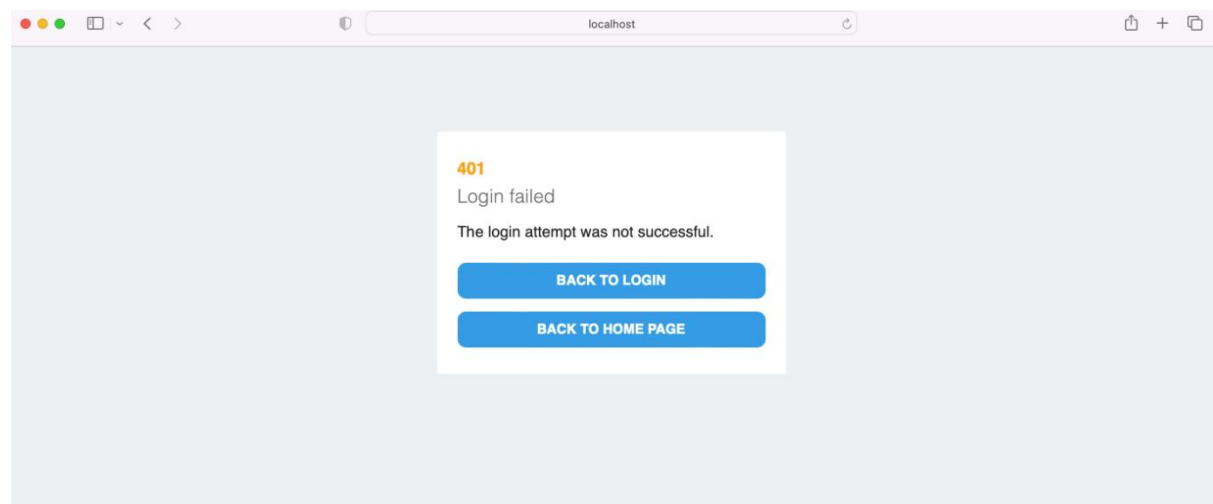 localhost
401
Login failed
The login attempt was not successful.
BACK TO LOGIN
BACK TO HOME PAGE